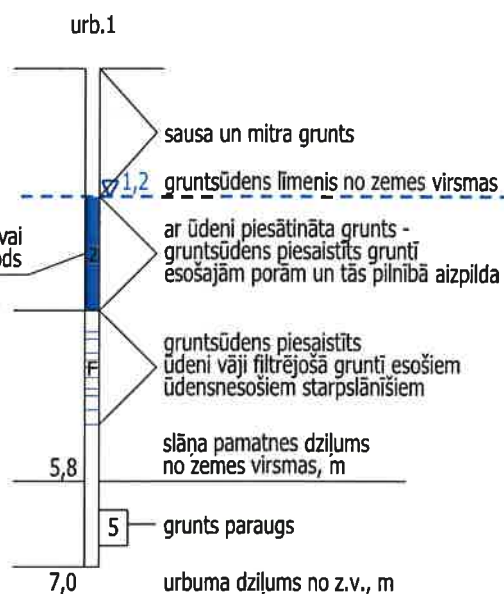 urb.1
sausa un mitra grunts
1,2 gruntsūdens līmenis no zemes virsmas
vai
ods
2
ar ūdeni piesātināta grunts -
gruntsūdens piesaistīts gruntī
esošajām porām un tās pilnībā aizpilda
gruntsūdens piesaistīts
ūdeni vāji filtrējošā gruntī esošiem
ūdensnesošiem starpslānīšiem
F
slāņa pamatnes dziļums
5,8 no zemes virsmas, m
5 grunts paraugs
7,0 urbuma dziļums no z.v., m